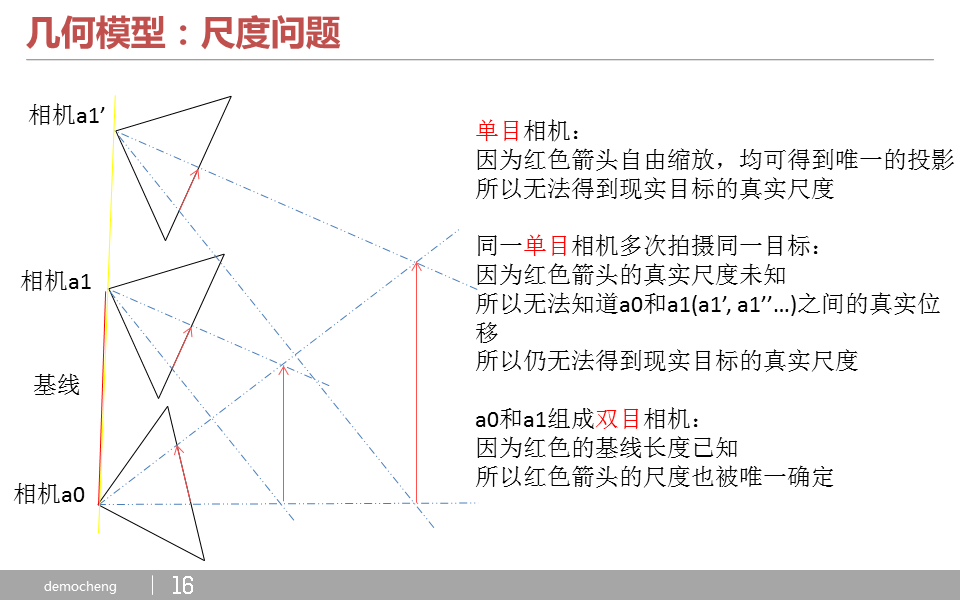 几何模型：尺度问题
相机a1’
相机a1
基线
相机a0
单目相机：
因为红色箭头自由缩放，均可得到唯一的投影
所以无法得到现实目标的真实尺度
同一单目相机多次拍摄同一目标：
因为红色箭头的真实尺度未知
所以无法知道a0和a1(a1’, a1’’…)之间的真实位
移
所以仍无法得到现实目标的真实尺度
a0和a1组成双目相机：
因为红色的基线长度已知
所以红色箭头的尺度也被唯一确定
democheng
16